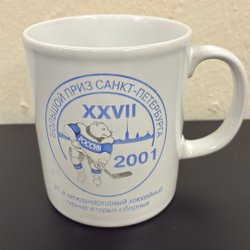 БОЛЬШОЙ ПРИЗ САНКТ-ПЕТЕРБУРГА
XXVII
РОССИЯ
2001
27-й международный хоккейный
турнир вторых сборных